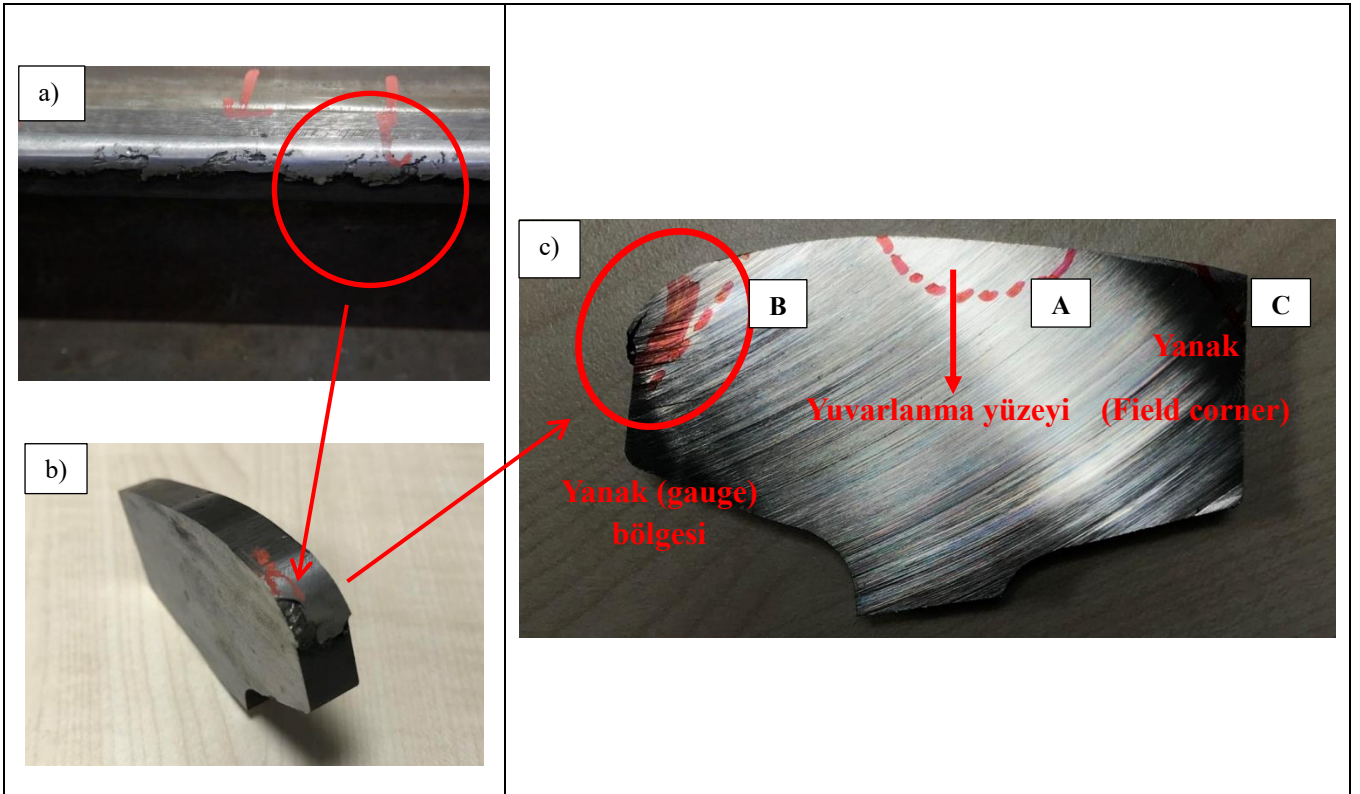 a)
b)
c)
B
A
C
Yanak
Yuvarlanma yüzeyi (Field corner)
Yanak (gauge)
bölgesi